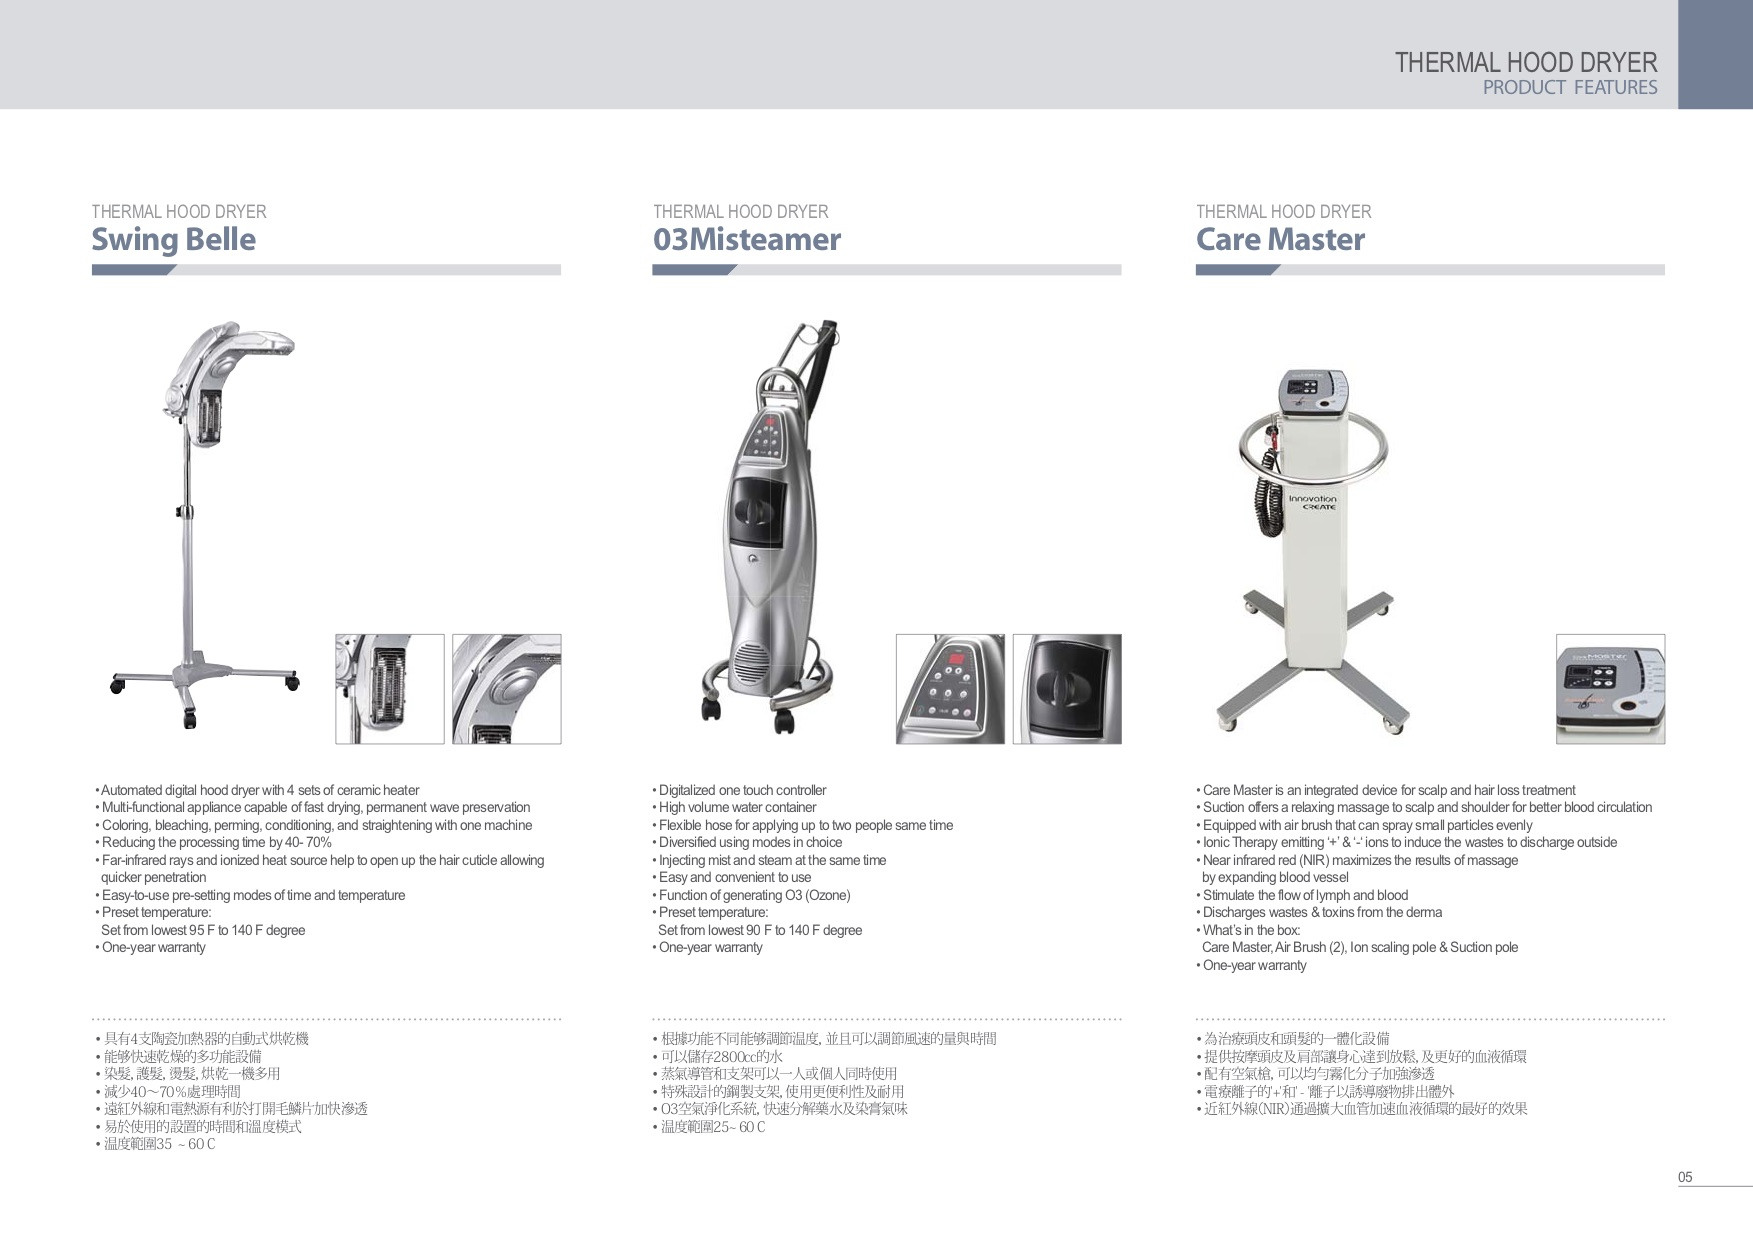 THERMAL HOOD DRYER
PRODUCT FEATURES
THERMAL HOOD DRYER
Swing Belle
• Automated digital hood dryer with 4 sets of ceramic heater
• Multi-functional appliance capable of fast drying, permanent wave preservation
• Coloring, bleaching, perming, conditioning, and straightening with one machine
• Reducing the processing time by 40- 70%
• Far-infrared rays and ionized heat source help to open up the hair cuticle allowing
quicker penetration
• Easy-to-use pre-setting modes of time and temperature
• Preset temperature:
Set from lowest 95 F to 140 F degree
• One-year warranty
• 具有4支陶瓷加熱器的自動式烘乾機
• 能够快速乾燥的多功能設備
• 染髮, 護髮, 燙髮, 烘乾一機多用
• 減少40～70%處理時間
• 遠紅外線和電熱源有利於打開毛鱗片加快滲透
• 易於使用的設置的時間和溫度模式
• 温度範圍35 ~ 60 C
THERMAL HOOD DRYER
03Misteamer
• Digitalized one touch controller
• High volume water container
• Flexible hose for applying up to two people same time
• Diversified using modes in choice
• Injecting mist and steam at the same time
• Easy and convenient to use
• Function of generating O3 (Ozone)
• Preset temperature:
Set from lowest 90 F to 140 F degree
• One-year warranty
• 根據功能不同能够調節温度, 並且可以調節風速的量與時間
• 可以儲存2800cc的水
• 蒸氣導管和支架可以一人或個人同時使用
• 特殊設計的鋼製支架, 使用更便利性及耐用
• O3空氣淨化系統, 快速分解藥水及染膏氣味
• 温度範圍25~ 60 C
THERMAL HOOD DRYER
Care Master
Innovation
CREATE
Care MASTER
• Care Master is an integrated device for scalp and hair loss treatment
• Suction offers a relaxing massage to scalp and shoulder for better blood circulation
• Equipped with air brush that can spray small particles evenly
• Ionic Therapy emitting ‘+’ & ‘-‘ ions to induce the wastes to discharge outside
• Near infrared red (NIR) maximizes the results of massage
by expanding blood vessel
• Stimulate the flow of lymph and blood
• Discharges wastes & toxins from the derma
• What’s in the box:
Care Master, Air Brush (2), Ion scaling pole & Suction pole
• One-year warranty
• 為治療頭皮和頭髮的一體化設備
• 提供按摩頭皮及肩部讓身心達到放鬆, 及更好的血液循環
• 配有空氣槍, 可以均勻霧化分子加強滲透
• 電療離子的'＋'和' - '離子以誘導廢物排出體外
• 近紅外線(NIR)通過擴大血管加速血液循環的最好的效果
05